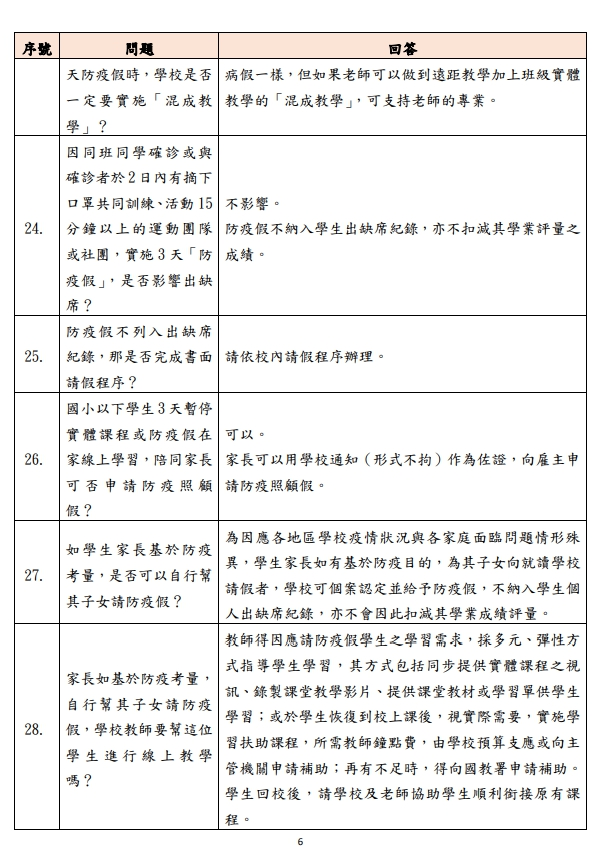 序號 問題 回答
天防疫假時，學校是否
一定要實施「混成教
學」？
病假一樣，但如果老師可以做到遠距教學加上班級實體
教學的「混成教學」，可支持老師的專業。
24.
因同班同學確診或與
確診者於 2 日內有摘下
口罩共同訓練、活動 15
分鐘以上的運動團隊
或社團，實施 3 天「防
疫假」，是否影響出缺
席？
不影響。
防疫假不納入學生出缺席紀錄，亦不扣減其學業評量之
成績。
25.
防疫假不列入出缺席
紀錄，那是否完成書面
請假程序？
請依校內請假程序辦理。
26.
國小以下學生 3 天暫停
實體課程或防疫假在
家線上學習，陪同家長
可否申請防疫照顧
假？
可以。
家長可以用學校通知（形式不拘）作為佐證，向雇主申
請防疫照顧假。
27.
如學生家長基於防疫
考量，是否可以自行幫
其子女請防疫假？
為因應各地區學校疫情狀況與各家庭面臨問題情形殊
異，學生家長如有基於防疫目的，為其子女向就讀學校
請假者，學校可個案認定並給予防疫假，不納入學生個
人出缺席紀錄，亦不會因此扣減其學業成績評量。
28.
家長如基於防疫考量，
自行幫其子女請防疫
假，學校教師要幫這位
學生進行線上教學
嗎？
教師得因應請防疫假學生之學習需求，採多元、彈性方
式指導學生學習，其方式包括同步提供實體課程之視
訊、錄製課堂教學影片、提供課堂教材或學習單供學生
學習；或於學生恢復到校上課後，視實際需要，實施學
習扶助課程，所需教師鐘點費，由學校預算支應或向主
管機關申請補助；再有不足時，得向國教署申請補助。
學生回校後，請學校及老師協助學生順利銜接原有課
程。
6